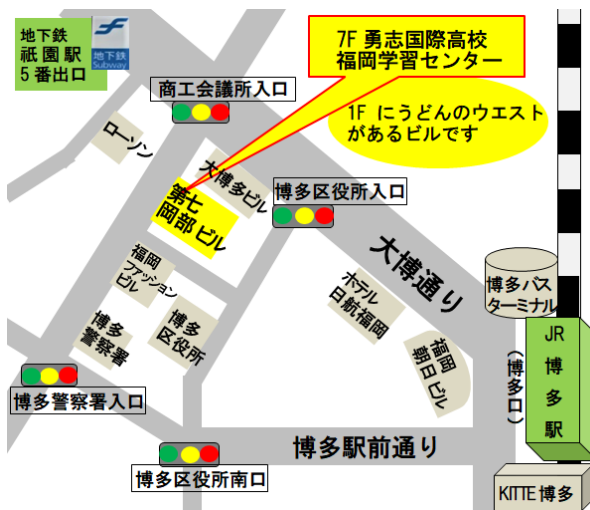 地下鉄
祇園駅
5番出口
地下鉄
Subway
7F 勇志国際高校
福岡学習センター
1F にうどんのウエスト
があるビルです
商工会議所入口
ローソン
大博多ビル
第七
岡部 ビル
博多区役所入口
大博通り
福岡
ファッション
ビル
博多
警察署
博多
区役所
ホテル
日航福岡
福岡
朝日ビル
博多バス
ターミナル
JR
博多駅
(博多口)
博多警察署入口
博多駅前通り
博多区役所南口
KITTE 博多